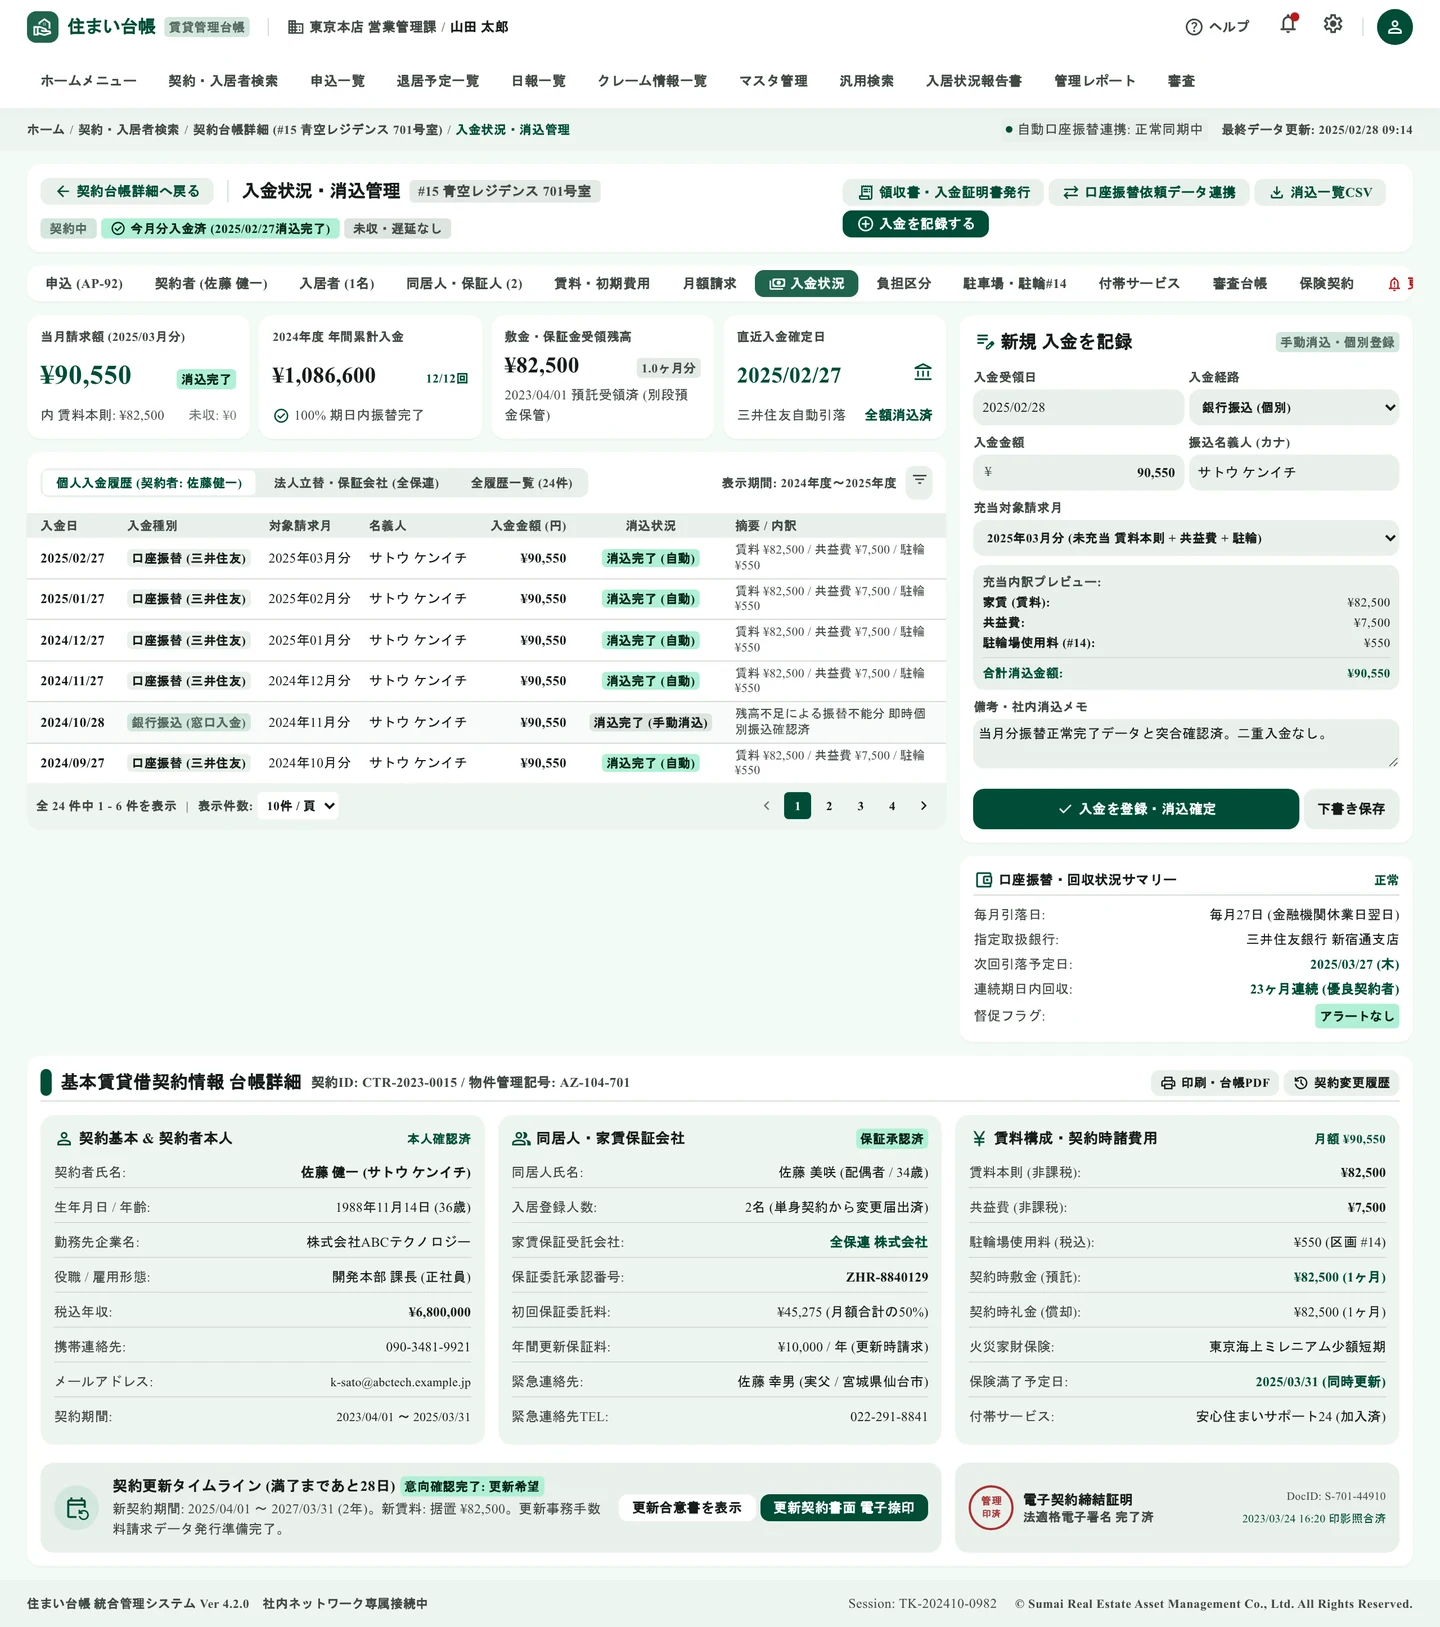 住まい台帳 賃貸管理台帳 東京本店 営業管理課 / 山田 太郎 ヘルプ
ホームメニュー 契約・入居者検索 申込一覧 退居予定一覧 日報一覧 クレーム情報一覧 マスタ管理 汎用検索 入居状況報告書 管理レポート 審査
ホーム / 契約・入居者検索 / 契約台帳詳細 (#15 青空レジデンス 701号室) / 入金状況・消込管理 自動口座振替連携: 正常同期中 最終データ更新: 2025/02/28 09:14
契約台帳詳細へ戻る 入金状況・消込管理 #15 青空レジデンス 701号室
契約中 今月分入金済 (2025/02/27消込完了) 未収・遅延なし
領収書・入金証明書発行 口座振替依頼データ連携 消込一覧CSV
入金を記録する
申込 (AP-92) 契約者 (佐藤 健一) 入居者 (1名) 同居人・保証人 (2) 賃料・初期費用 月額請求 入金状況 負担区分 駐車場・駐輪#14 付帯サービス 審査台帳 保険契約
当月請求額 (2025/03月分)
¥90,550 消込完了
内 賃料本則: ¥82,500 未収: ¥0
2024年度 年間累計入金
¥1,086,600 12/12回
100% 期日内振替完了
敷金・保証金受領残高
¥82,500 1.0ヶ月分
2023/04/01 預託受領済 (別段預
金保管)
直近入金確定日
2025/02/27
三井住友自動引落 全額消込済
個人入金履歴 (契約者: 佐藤健一) 法人立替・保証会社 (全保連) 全履歴一覧 (24件) 表示期間: 2024年度〜2025年度
入金日 入金種別 対象請求月 名義人 入金金額 (円) 消込状況 摘要 / 内訳
2025/02/27 口座振替 (三井住友) 2025年03月分 サトウ ケンイチ ¥90,550 消込完了 (自動) 賃料 ¥82,500 / 共益費 ¥7,500 / 駐輪
¥550
2025/01/27 口座振替 (三井住友) 2025年02月分 サトウ ケンイチ ¥90,550 消込完了 (自動) 賃料 ¥82,500 / 共益費 ¥7,500 / 駐輪
¥550
2024/12/27 口座振替 (三井住友) 2025年01月分 サトウ ケンイチ ¥90,550 消込完了 (自動) 賃料 ¥82,500 / 共益費 ¥7,500 / 駐輪
¥550
2024/11/27 口座振替 (三井住友) 2024年12月分 サトウ ケンイチ ¥90,550 消込完了 (自動) 賃料 ¥82,500 / 共益費 ¥7,500 / 駐輪
¥550
2024/10/28 銀行振込 (窓口入金) 2024年11月分 サトウ ケンイチ ¥90,550 消込完了 (手動消込) 残高不足による振替不能分 即時個
別振込確認済
2024/09/27 口座振替 (三井住友) 2024年10月分 サトウ ケンイチ ¥90,550 消込完了 (自動) 賃料 ¥82,500 / 共益費 ¥7,500 / 駐輪
¥550
全 24 件中 1 - 6 件を表示 | 表示件数: 10件 / 頁 1 2 3 4
新規 入金を記録 手動消込・個別登録
入金受領日 入金経路
2025/02/28 銀行振込 (個別)
入金金額 振込名義人 (カナ)
¥ 90,550 サトウ ケンイチ
充当対象請求月
2025年03月分 (未充当 賃料本則 + 共益費 + 駐輪)
充当内訳プレビュー:
家賃 (賃料): ¥82,500
共益費: ¥7,500
駐輪場使用料 (#14): ¥550
合計消込金額: ¥90,550
備考・社内消込メモ
当月分振替正常完了データと突合確認済。二重入金なし。
入金を登録・消込確定 下書き保存
口座振替・回収状況サマリー 正常
毎月引落日: 毎月27日 (金融機関休業日翌日)
指定取扱銀行: 三井住友銀行 新宿通支店
次回引落予定日: 2025/03/27 (木)
連続期日内回収: 23ヶ月連続 (優良契約者)
督促フラグ: アラートなし
基本賃貸借契約情報 台帳詳細 契約ID: CTR-2023-0015 / 物件管理記号: AZ-104-701 印刷・台帳PDF 契約変更履歴
契約基本 & 契約者本人 本人確認済
契約者氏名: 佐藤 健一 (サトウ ケンイチ)
生年月日 / 年齢: 1988年11月14日 (36歳)
勤務先企業名: 株式会社ABCテクノロジー
役職 / 雇用形態: 開発本部 課長 (正社員)
税込年収: ¥6,800,000
携帯連絡先: 090-3481-9921
メールアドレス: k-sato@abctech.example.jp
契約期間: 2023/04/01 〜 2025/03/31
同居人・家賃保証会社 保証承認済
同居人氏名: 佐藤 美咲 (配偶者 / 34歳)
入居登録人数: 2名 (単身契約から変更届出済)
家賃保証受託会社: 全保連 株式会社
保証委託承認番号: ZHR-8840129
初回保証委託料: ¥45,275 (月額合計の50%)
年間更新保証料: ¥10,000 / 年 (更新時請求)
緊急連絡先: 佐藤 幸男 (実父 / 宮城県仙台市)
緊急連絡先TEL: 022-291-8841
賃料構成・契約時諸費用 月額 ¥90,550
賃料本則 (非課税): ¥82,500
共益費 (非課税): ¥7,500
駐輪場使用料 (税込): ¥550 (区画 #14)
契約時敷金 (預託): ¥82,500 (1ヶ月)
契約時礼金 (償却): ¥82,500 (1ヶ月)
火災家財保険: 東京海上ミレニアム少額短期
保険満了予定日: 2025/03/31 (同時更新)
付帯サービス: 安心住まいサポート24 (加入済)
契約更新タイムライン (満了まであと28日) 意向確認完了: 更新希望
新契約期間: 2025/04/01 〜 2027/03/31 (2年)。新賃料: 据置 ¥82,500。更新事務手数
料請求データ発行準備完了。
更新合意書を表示 更新契約書面 電子捺印
管理
印済
電子契約締結証明
法適格電子署名 完了済
DocID: S-701-44910
2023/03/24 16:20 印影照合済
住まい台帳 統合管理システム Ver 4.2.0 社内ネットワーク専属接続中 Session: TK-202410-0982 © Sumai Real Estate Asset Management Co., Ltd. All Rights Reserved.